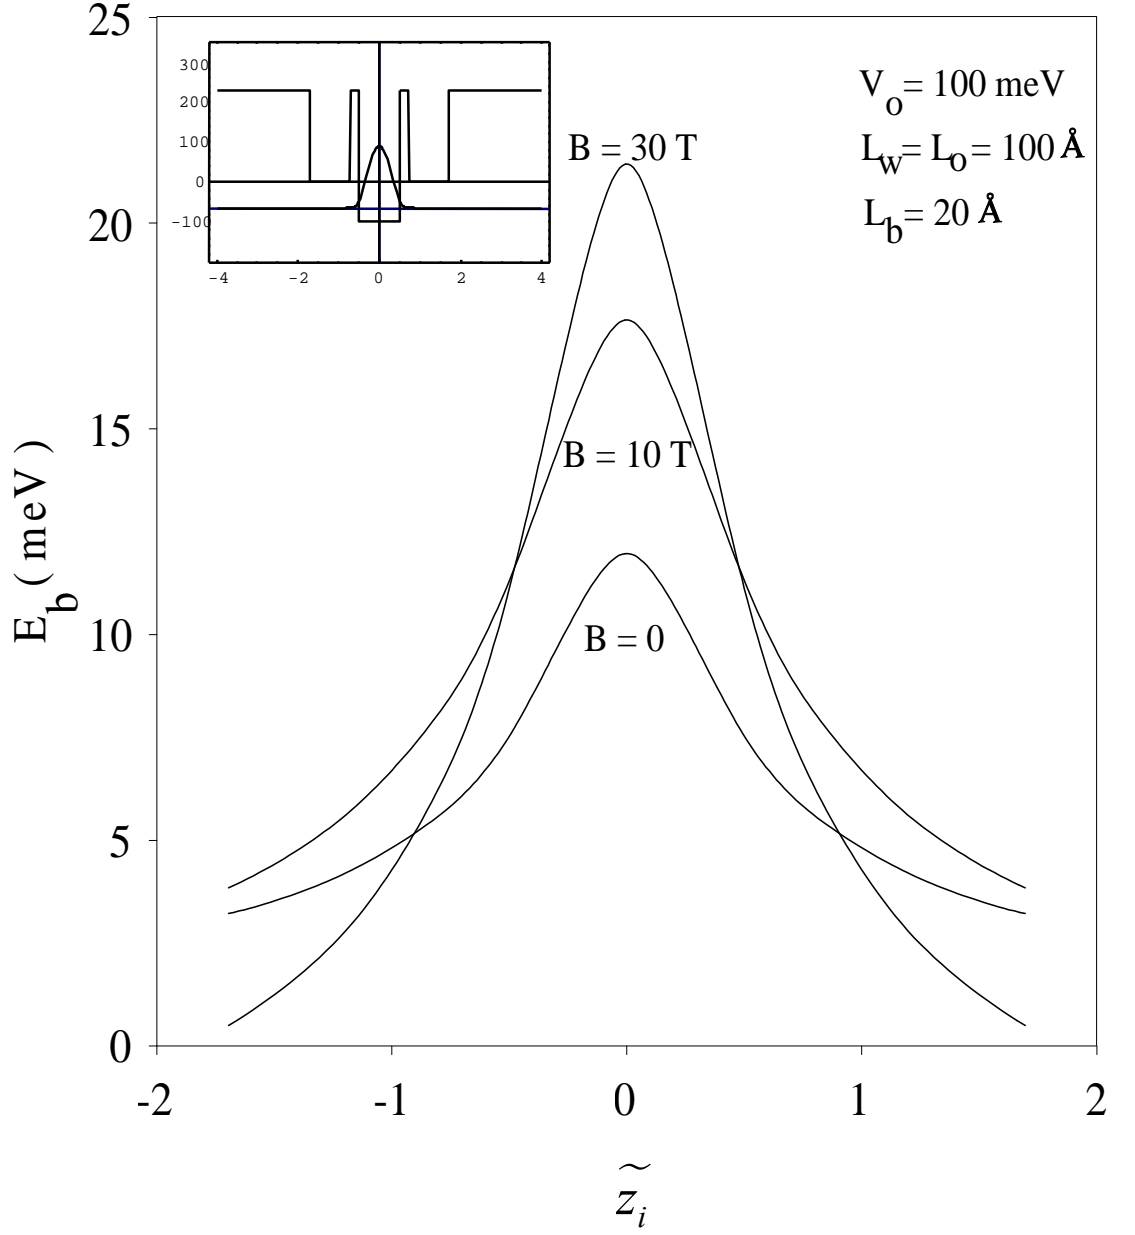 25
20
15
10
5
0
E_b ( meV )
300
200
100
0
-100
-4 -2 0 2 4
V_o = 100 meV
L_w = L_o = 100 Å
L_b = 20 Å
B = 30 T
B = 10 T
B = 0
-2 -1 0 1 2
z̃_i